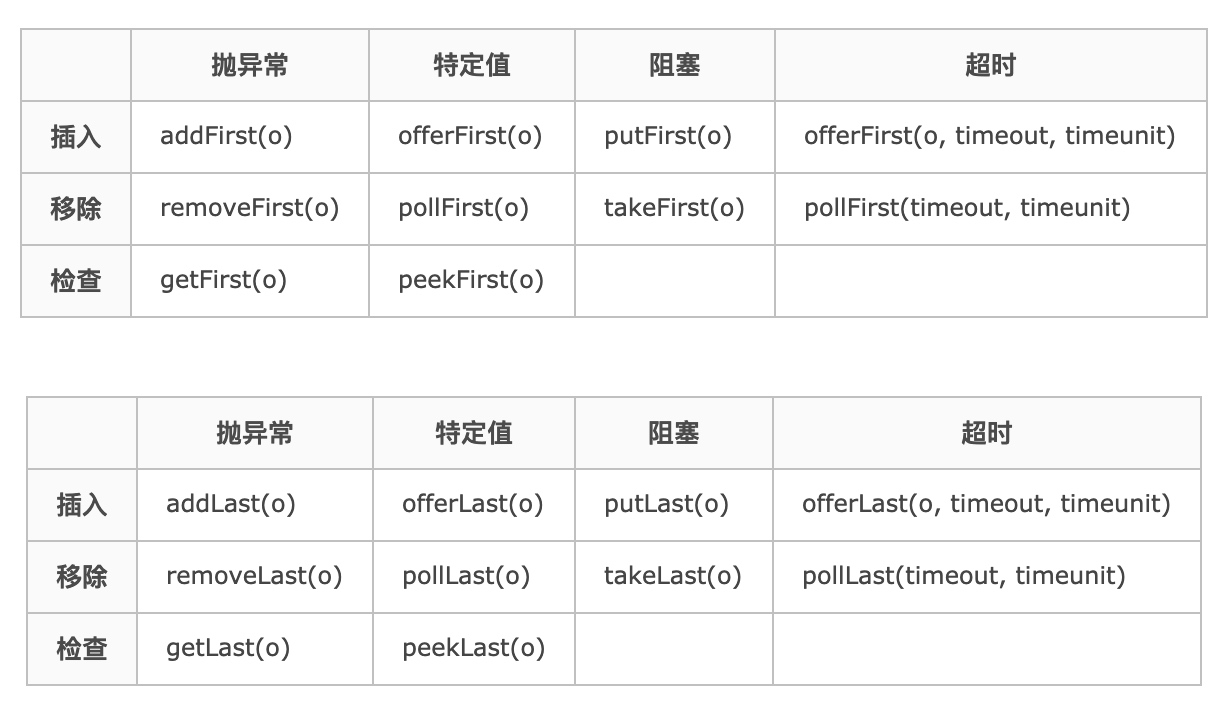 抛异常 特定值 阻塞 超时
插入 addFirst(o) offerFirst(o) putFirst(o) offerFirst(o, timeout, timeunit)
移除 removeFirst(o) pollFirst(o) takeFirst(o) pollFirst(timeout, timeunit)
检查 getFirst(o) peekFirst(o)
抛异常 特定值 阻塞 超时
插入 addLast(o) offerLast(o) putLast(o) offerLast(o, timeout, timeunit)
移除 removeLast(o) pollLast(o) takeLast(o) pollLast(timeout, timeunit)
检查 getLast(o) peekLast(o)